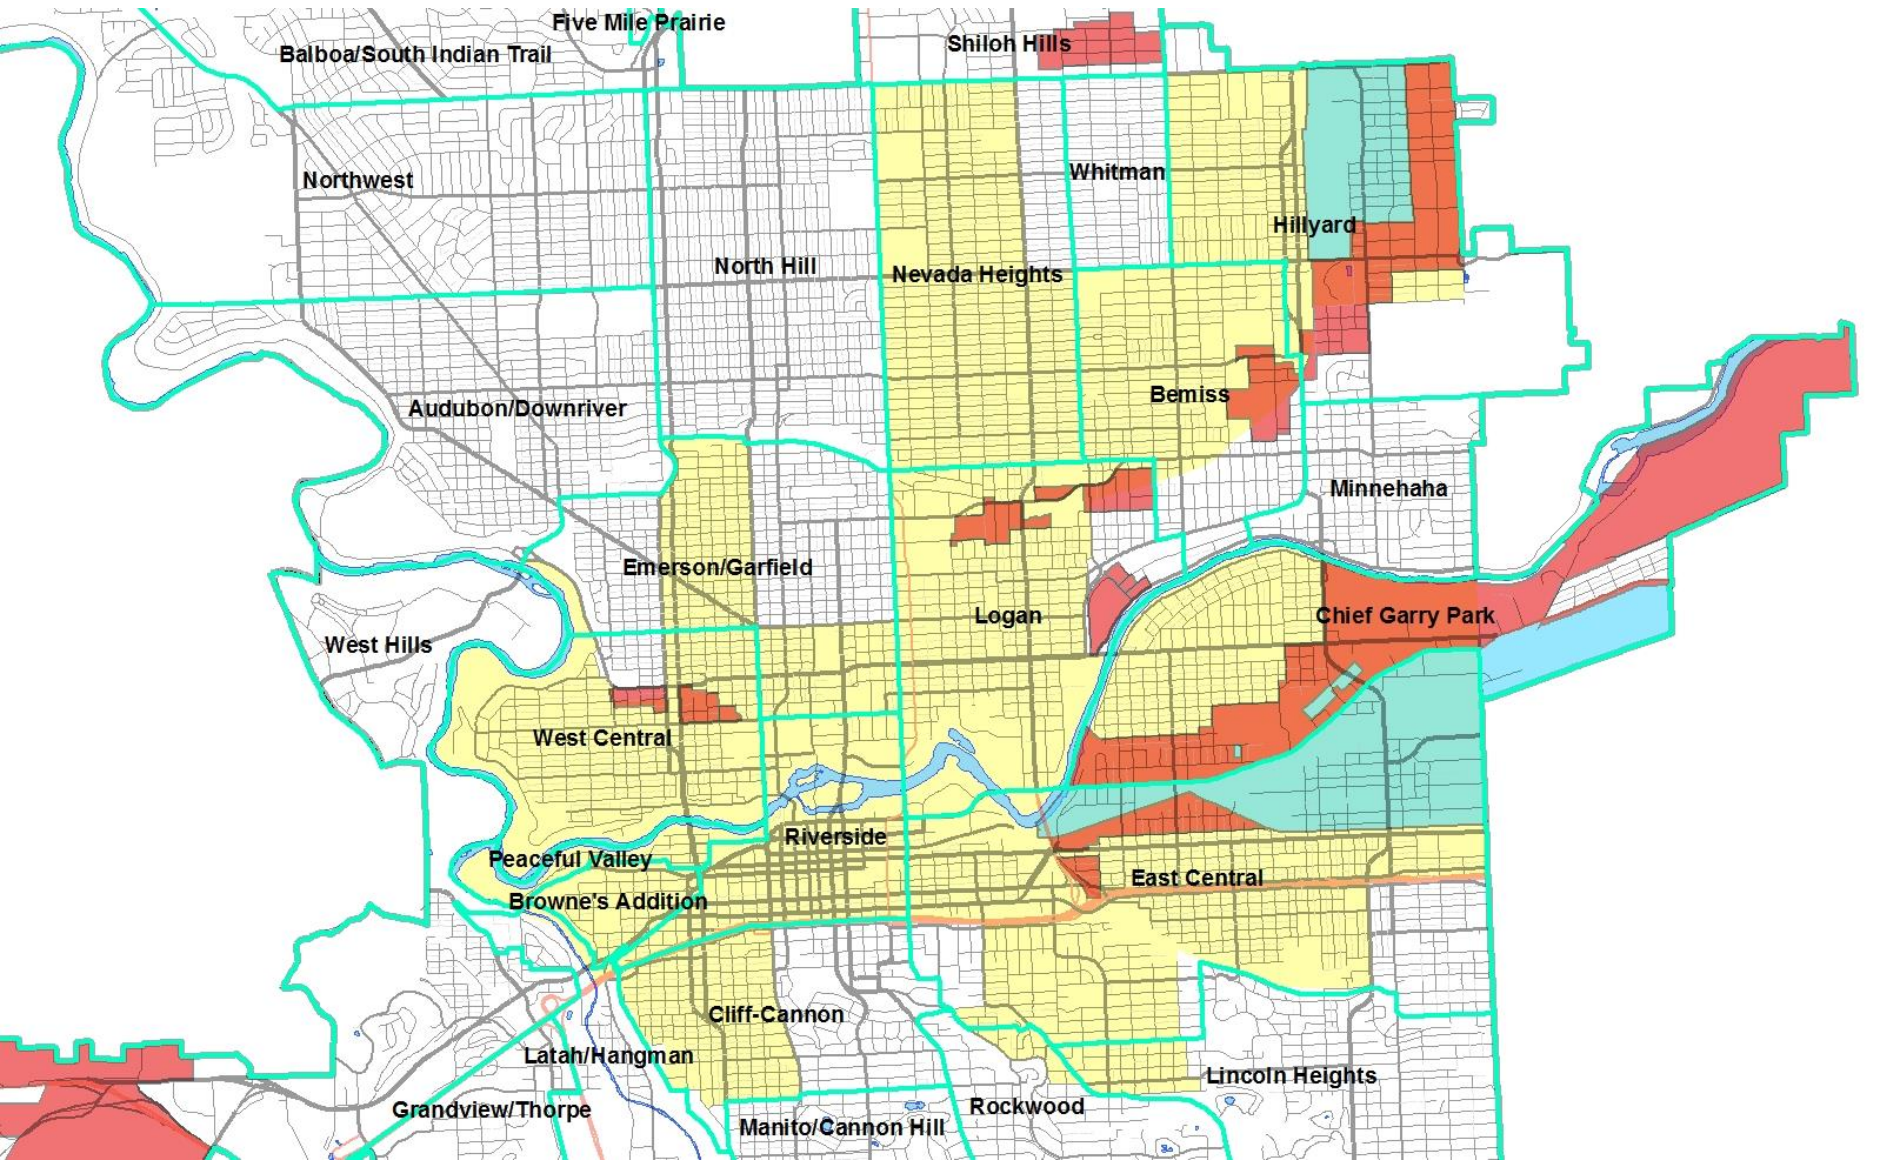 Five Mile Prairie
Balboa/South Indian Trail
Shiloh Hills
Northwest
Whitman
Hillyard
North Hill
Nevada Heights
Bemiss
Audubon/Downriver
Minnehaha
Emerson/Garfield
Logan
Chief Garry Park
West Hills
West Central
Riverside
Peaceful Valley
East Central
Browne's Addition
Cliff-Cannon
Latah/Hangman
Lincoln Heights
Grandview/Thorpe
Rockwood
Manito/Cannon Hill